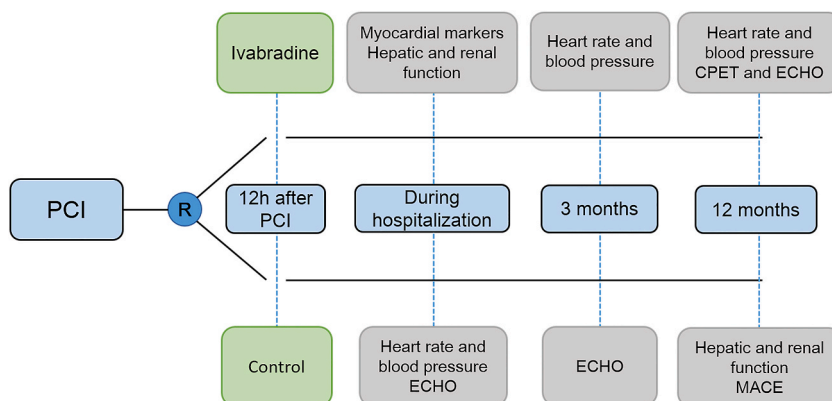 Ivabradine
Myocardial markers
Hepatic and renal
function
Heart rate and
blood pressure
Heart rate and
blood pressure
CPET and ECHO
PCI
R
12h after
PCI
During
hospitalization
3 months
12 months
Control
Heart rate and
blood pressure
ECHO
ECHO
Hepatic and renal
function
MACE